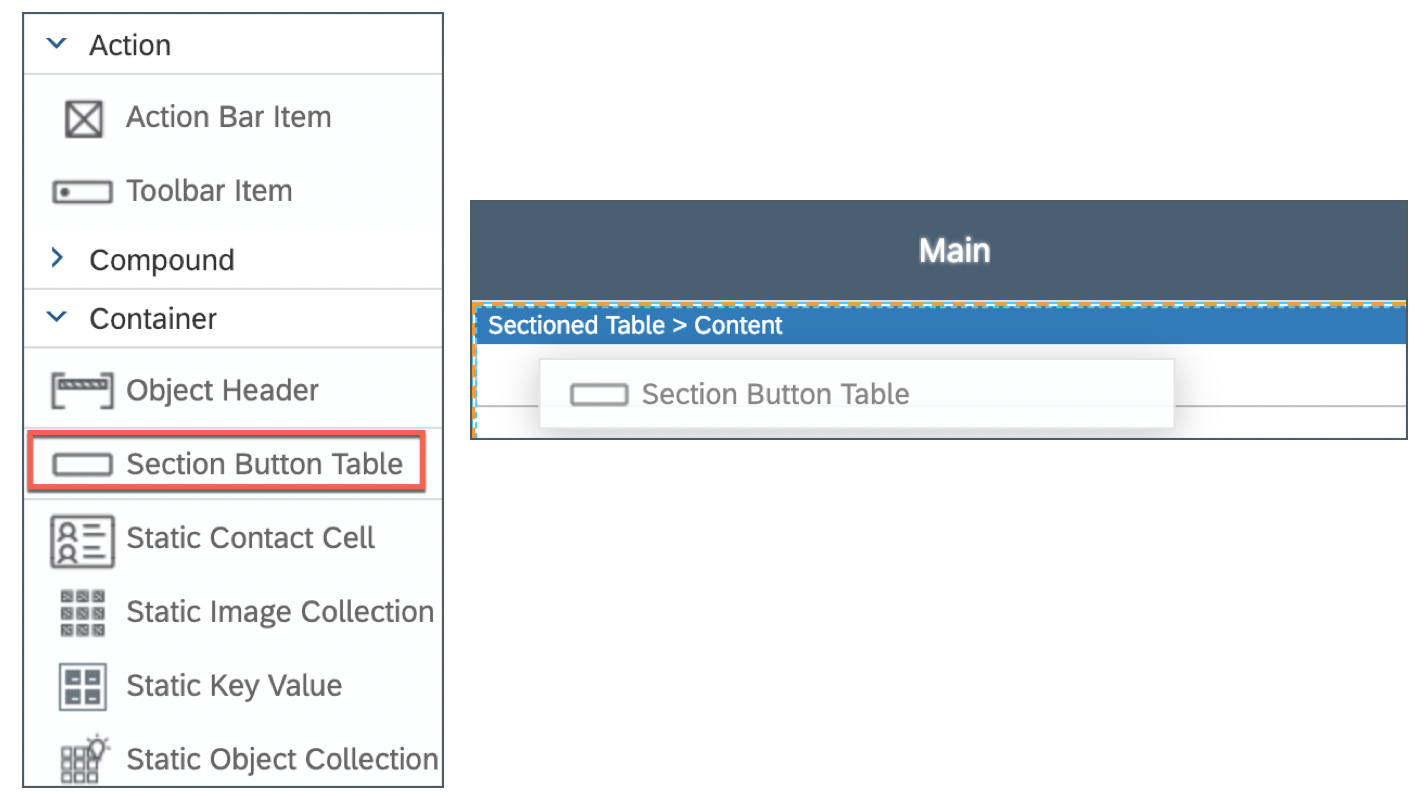 Action
Action Bar Item
Toolbar Item
Compound
Container
Object Header
Section Button Table
Static Contact Cell
Static Image Collection
Static Key Value
Static Object Collection
Main
Sectioned Table > Content
Section Button Table